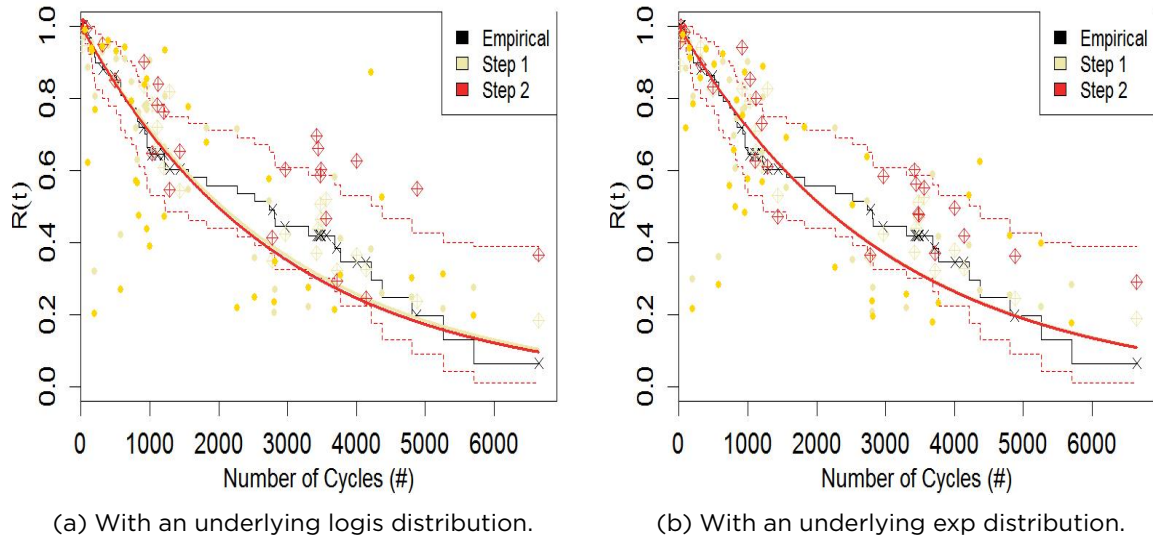 Empirical
Step 1
Step 2
R(t)
0.0 0.2 0.4 0.6 0.8 1.0
0 1000 2000 3000 4000 5000 6000
Number of Cycles (#)
(a) With an underlying logis distribution.
Empirical
Step 1
Step 2
R(t)
0.0 0.2 0.4 0.6 0.8 1.0
0 1000 2000 3000 4000 5000 6000
Number of Cycles (#)
(b) With an underlying exp distribution.